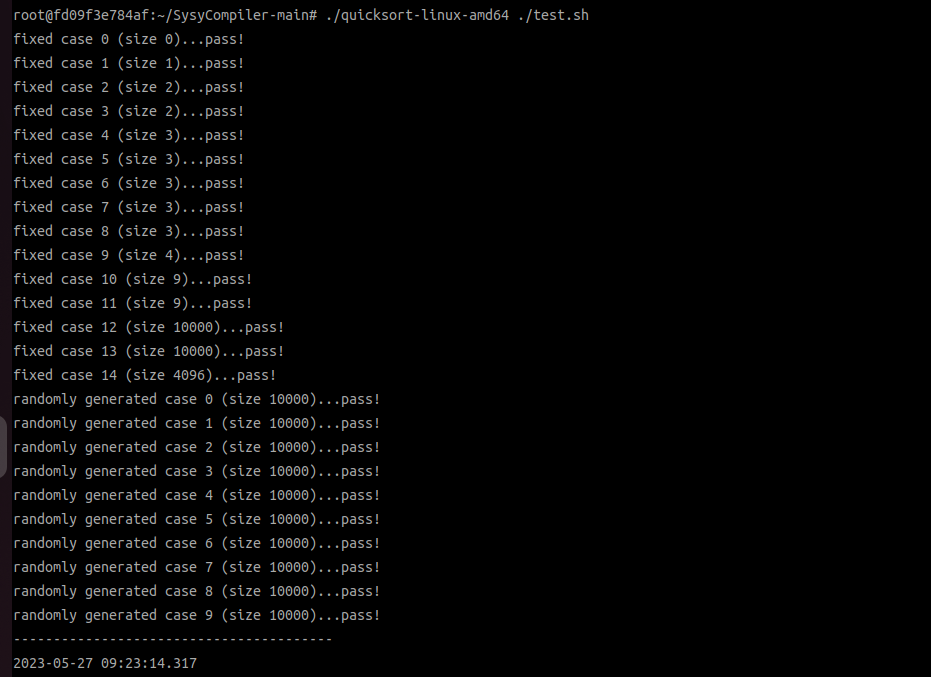 root@fd09f3e784af:~/SysyCompiler-main# ./quicksort-linux-amd64 ./test.sh
fixed case 0 (size 0)...pass!
fixed case 1 (size 1)...pass!
fixed case 2 (size 2)...pass!
fixed case 3 (size 2)...pass!
fixed case 4 (size 3)...pass!
fixed case 5 (size 3)...pass!
fixed case 6 (size 3)...pass!
fixed case 7 (size 3)...pass!
fixed case 8 (size 3)...pass!
fixed case 9 (size 4)...pass!
fixed case 10 (size 9)...pass!
fixed case 11 (size 9)...pass!
fixed case 12 (size 10000)...pass!
fixed case 13 (size 10000)...pass!
fixed case 14 (size 4096)...pass!
randomly generated case 0 (size 10000)...pass!
randomly generated case 1 (size 10000)...pass!
randomly generated case 2 (size 10000)...pass!
randomly generated case 3 (size 10000)...pass!
randomly generated case 4 (size 10000)...pass!
randomly generated case 5 (size 10000)...pass!
randomly generated case 6 (size 10000)...pass!
randomly generated case 7 (size 10000)...pass!
randomly generated case 8 (size 10000)...pass!
randomly generated case 9 (size 10000)...pass!
----------------------------------------
2023-05-27 09:23:14.317